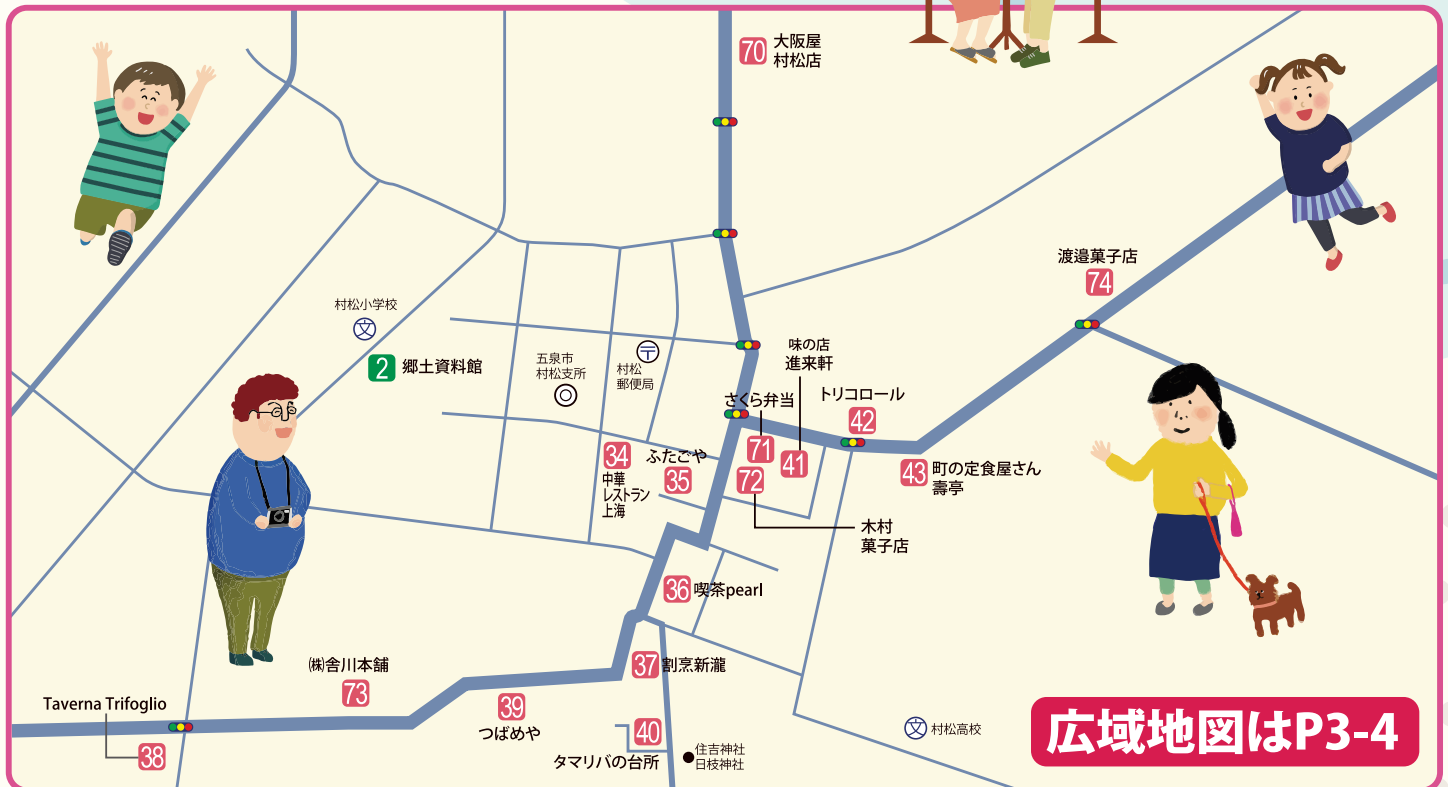 70
大阪屋
村松店
渡邉菓子店
74
村松小学校
文
2
郷土資料館
五泉市
村松支所
〒
村松
郵便局
味の店
進来軒
さくら弁当
トリコロール
42
71
41
72
34
中華
レストラン
上海
ふたごや
35
43
町の定食屋さん
壽亭
木村
菓子店
36
喫茶pearl
37
割烹新瀧
㈱舎川本舗
73
Taverna Trifoglio
38
39
つばめや
40
タマリバの台所
住吉神社
日枝神社
文
村松高校
広域地図はP3-4